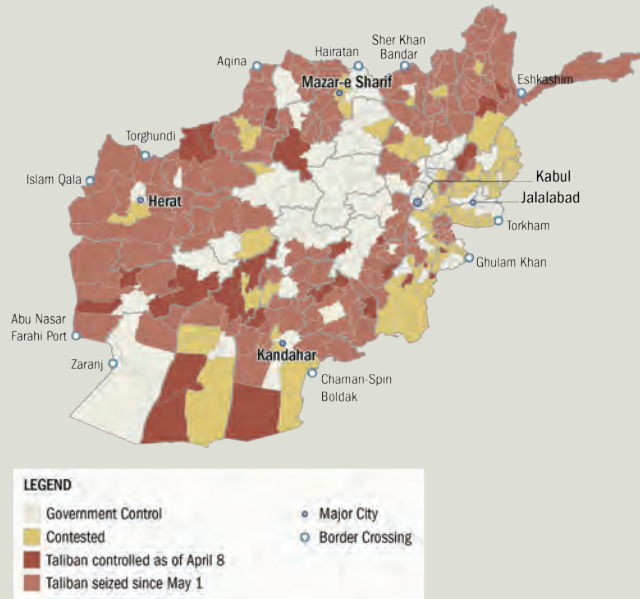 Sher Khan
Bandar
Hairatan
Aqina
Mazar-e Sharif
Eshkashim
Torghundi
Islam Qala
Herat
Kabul
Jalalabad
Torkham
Ghulam Khan
Abu Nasar
Farahi Port
Zaranj
Kandahar
Chaman-Spin
Boldak
LEGEND
Government Control
Contested
Taliban controlled as of April 8
Taliban seized since May 1
Major City
Border Crossing